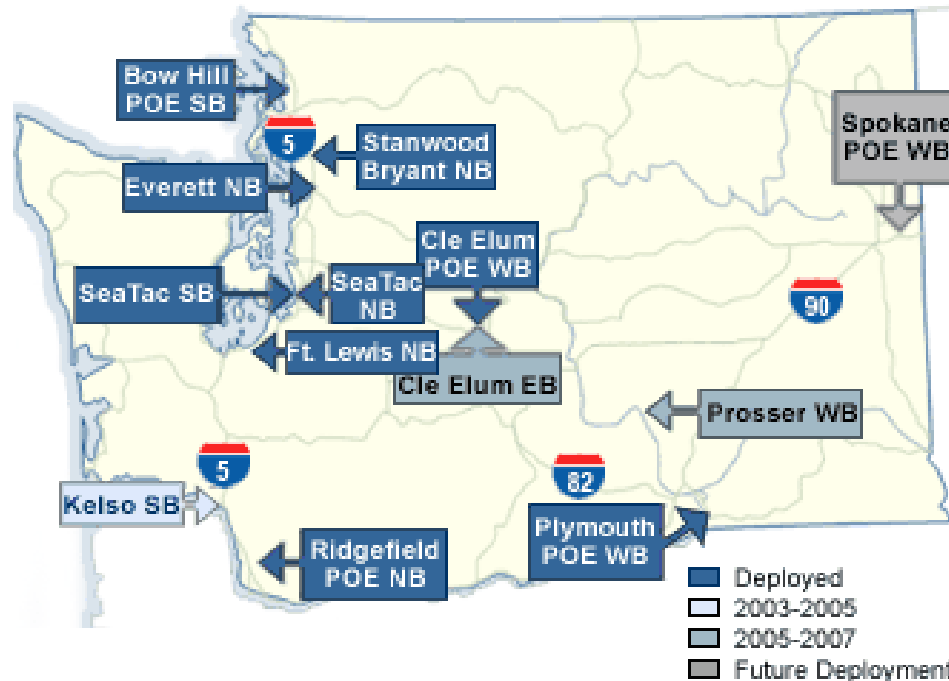 Bow Hill
POE SB
5
Stanwood
Bryant NB
Spokane
POE WB
Everett NB
Cle Elum
POE WB
SeaTac SB
SeaTac
NB
90
Ft. Lewis NB
Cle Elum EB
Prosser WB
5
82
Kelso SB
Plymouth
POE WB
Ridgefield
POE NB
Deployed
2003-2005
2005-2007
Future Deployment